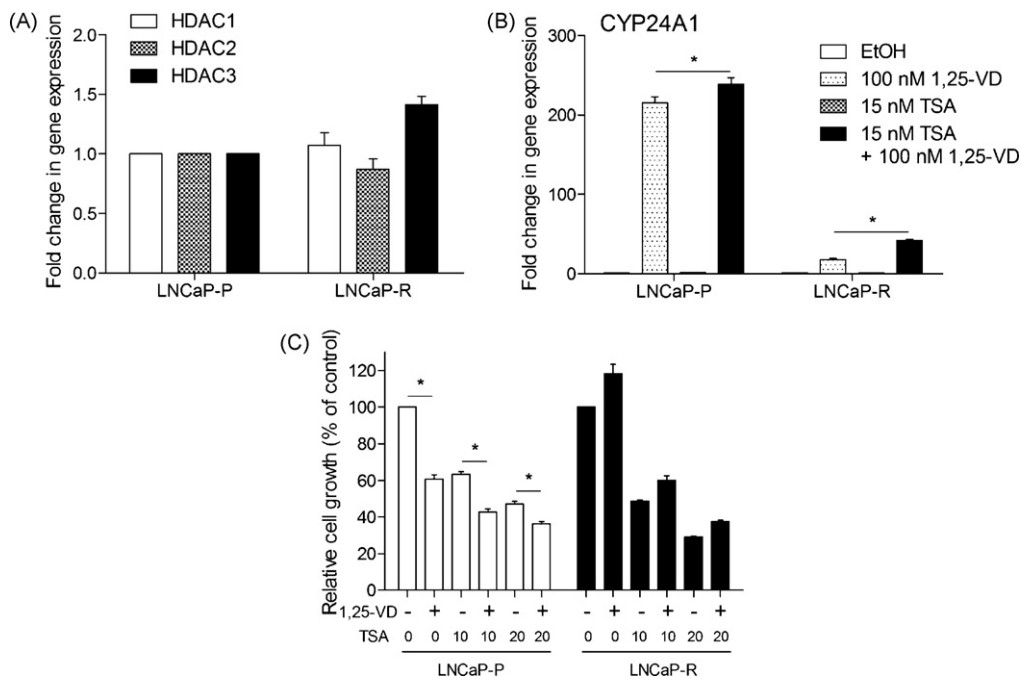 (A)
HDAC1
HDAC2
HDAC3
Fold change in gene expression
2.0
1.5
1.0
0.5
0.0
LNCaP-P
LNCaP-R
(B)
CYP24A1
EtOH
100 nM 1,25-VD
15 nM TSA
15 nM TSA
+ 100 nM 1,25-VD
Fold change in gene expression
300
200
100
0
*
*
LNCaP-P
LNCaP-R
(C)
Relative cell growth (% of control)
120
100
80
60
40
20
0
*
*
*
1,25-VD - + - + - + - + - + - +
TSA 0 0 10 10 20 20 0 0 10 10 20 20
LNCaP-P
LNCaP-R